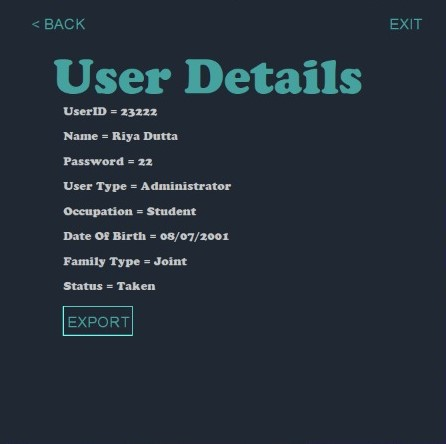 < BACK
EXIT
User Details
UserID = 23222
Name = Riya Dutta
Password = 22
User Type = Administrator
Occupation = Student
Date Of Birth = 08/07/2001
Family Type = Joint
Status = Taken
EXPORT